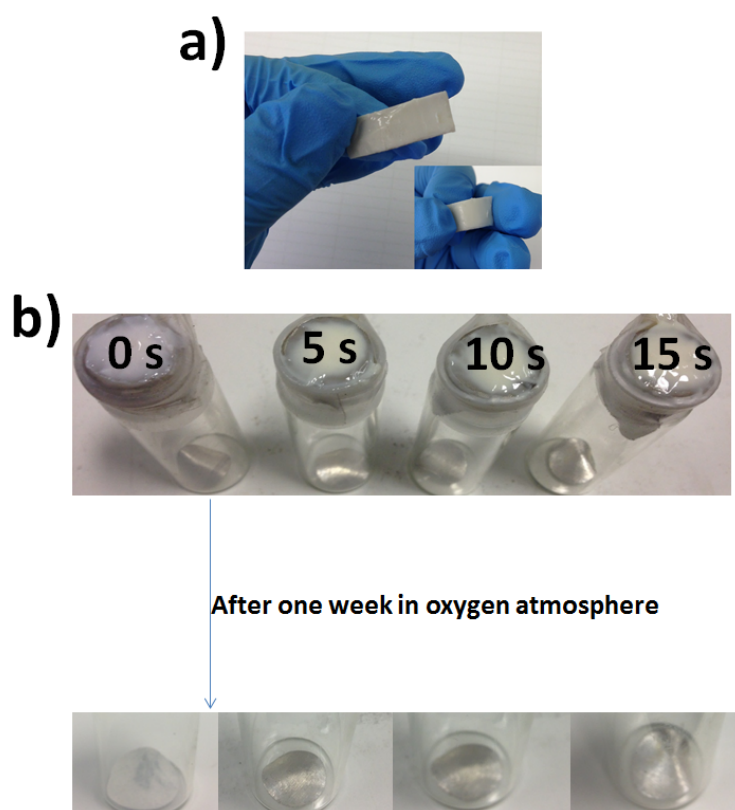 a)
b)
0 s
5 s
10 s
15 s
After one week in oxygen atmosphere